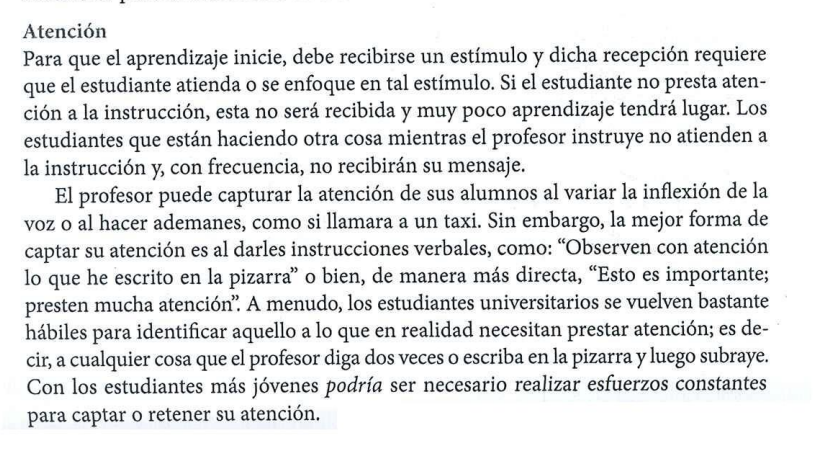 Atención
Para que el aprendizaje inicie, debe recibirse un estímulo y dicha recepción requiere
que el estudiante atienda o se enfoque en tal estímulo. Si el estudiante no presta aten-
ción a la instrucción, esta no será recibida y muy poco aprendizaje tendrá lugar. Los
estudiantes que están haciendo otra cosa mientras el profesor instruye no atienden a
la instrucción y, con frecuencia, no recibirán su mensaje.
El profesor puede capturar la atención de sus alumnos al variar la inflexión de la
voz o al hacer ademanes, como si llamara a un taxi. Sin embargo, la mejor forma de
captar su atención es al darles instrucciones verbales, como: “Observen con atención
lo que he escrito en la pizarra” o bien, de manera más directa, “Esto es importante;
presten mucha atención”. A menudo, los estudiantes universitarios se vuelven bastante
hábiles para identificar aquello a lo que en realidad necesitan prestar atención; es de-
cir, a cualquier cosa que el profesor diga dos veces o escriba en la pizarra y luego subraye.
Con los estudiantes más jóvenes podría ser necesario realizar esfuerzos constantes
para captar o retener su atención.